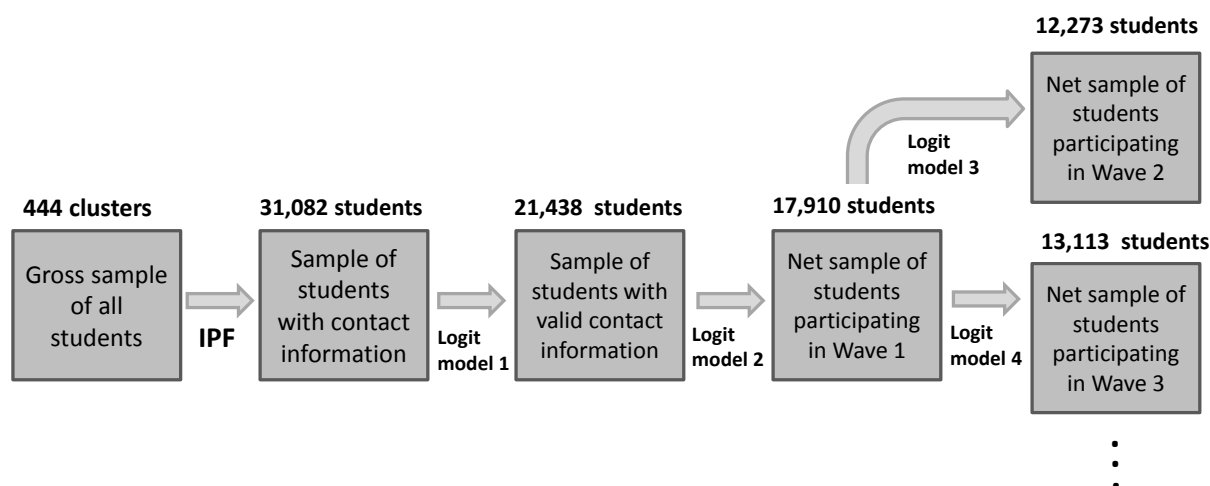 12,273 students
Net sample of
students
participating
in Wave 2
Logit
model 3
444 clusters
Gross sample
of all
students
IPF
31,082 students
Sample of
students
with contact
information
Logit
model 1
21,438 students
Sample of
students with
valid contact
information
Logit
model 2
17,910 students
Net sample of
students
participating
in Wave 1
Logit
model 4
13,113 students
Net sample of
students
participating
in Wave 3